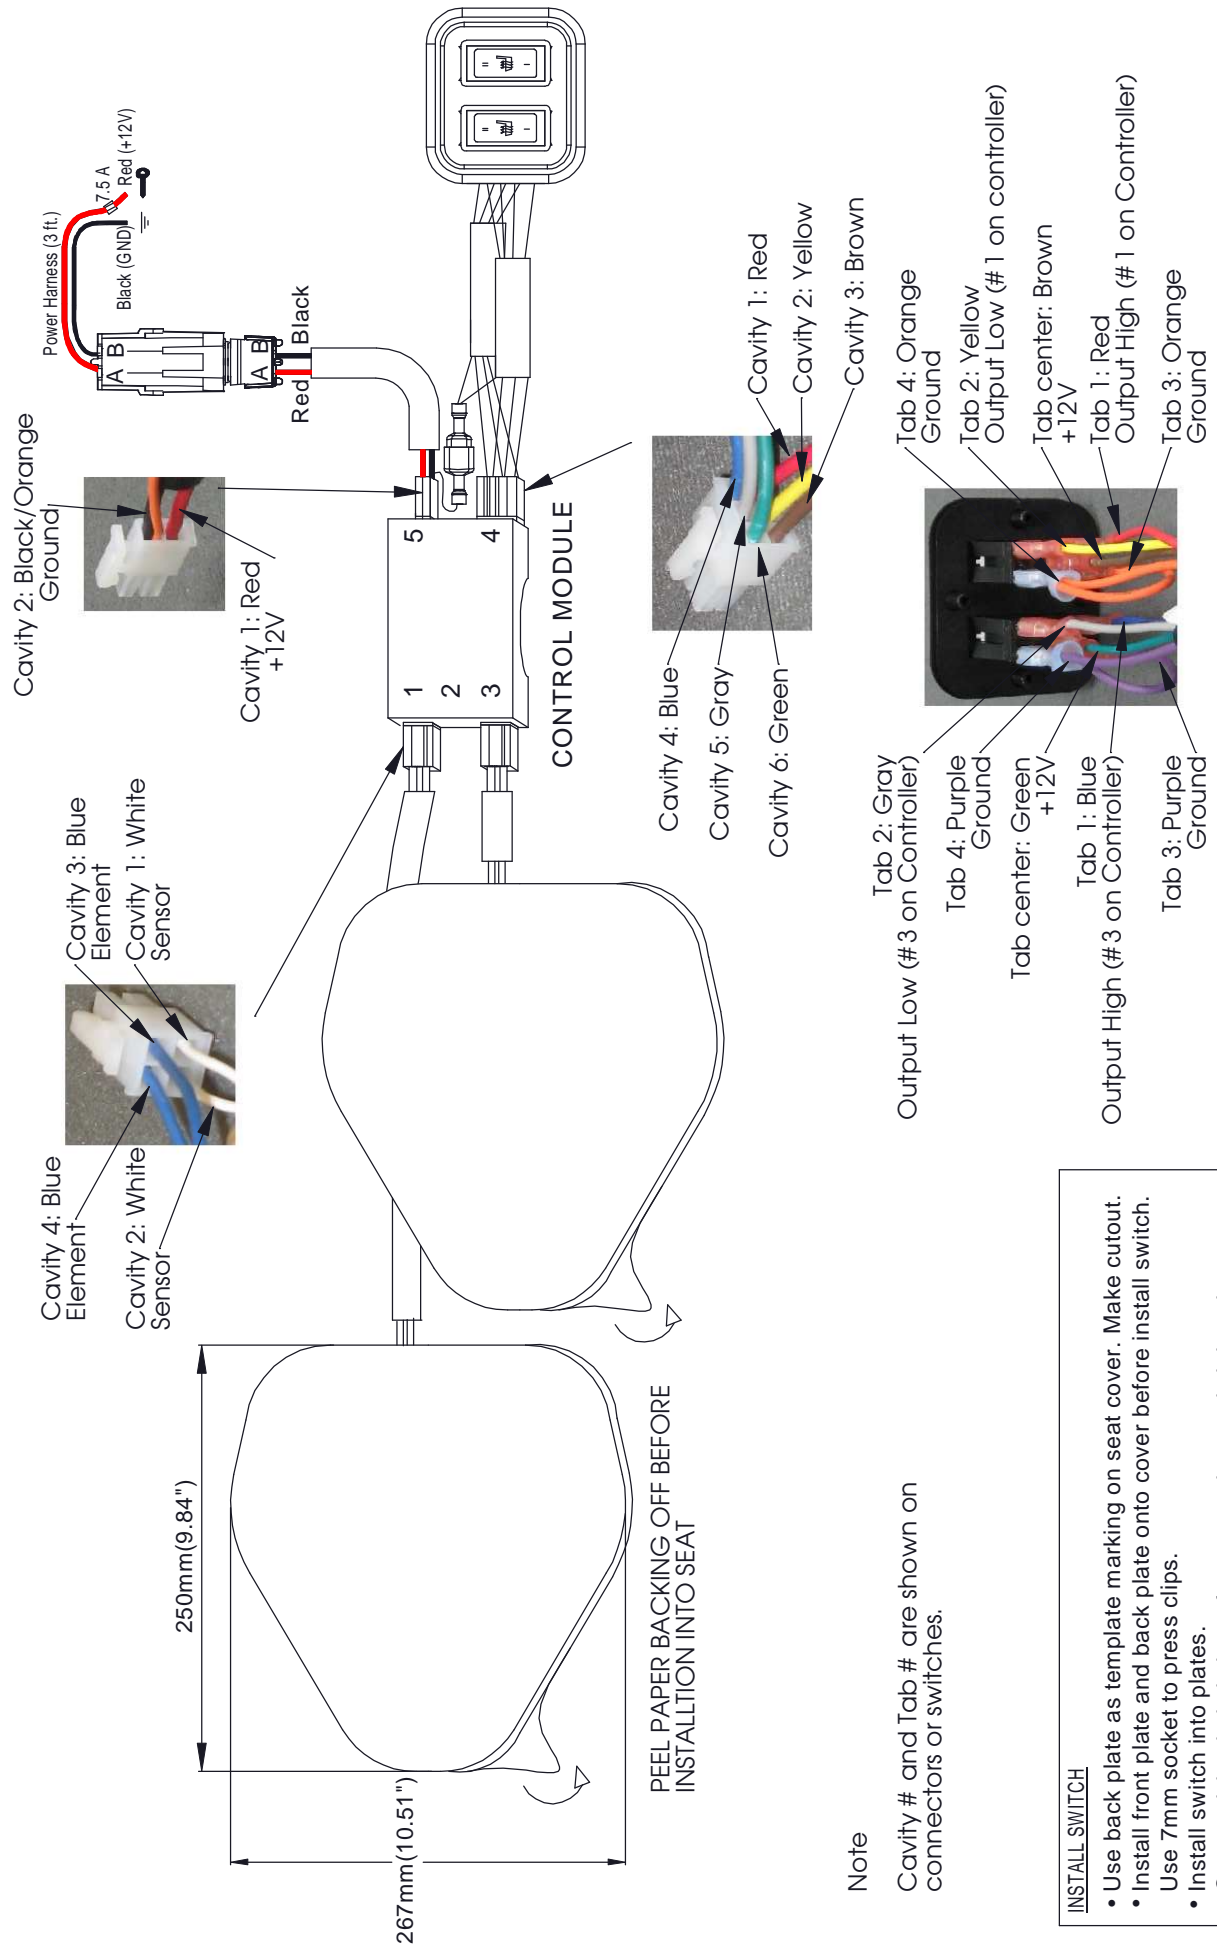 Power Harness (3 ft.)
7.5 A
Red (+12V)
Black (GND)
A B
A B
Red
Black
Cavity 2: Black/Orange
Ground
Cavity 1: Red
+12V
Cavity 3: Blue
Element
Cavity 1: White
Sensor
Cavity 4: Blue
Element
Cavity 2: White
Sensor
1
2
3
5
4
CONTROL MODULE
II
I
II
I
Cavity 1: Red
Cavity 2: Yellow
Cavity 3: Brown
Cavity 4: Blue
Cavity 5: Gray
Cavity 6: Green
250mm(9.84")
267mm(10.51")
PEEL PAPER BACKING OFF BEFORE
INSTALLTION INTO SEAT
Tab 4: Orange
Ground
Tab 2: Yellow
Output Low (#1 on controller)
Tab center: Brown
+12V
Tab 1: Red
Output High (#1 on Controller)
Tab 3: Orange
Ground
Tab 2: Gray
Output Low (#3 on Controller)
Tab 4: Purple
Ground
Tab center: Green
+12V
Tab 1: Blue
Output High (#3 on Controller)
Tab 3: Purple
Ground
Note
Cavity # and Tab # are shown on
connectors or switches.
INSTALL SWITCH
• Use back plate as template marking on seat cover. Make cutout.
• Install front plate and back plate onto cover before install switch.
Use 7mm socket to press clips.
• Install switch into plates.